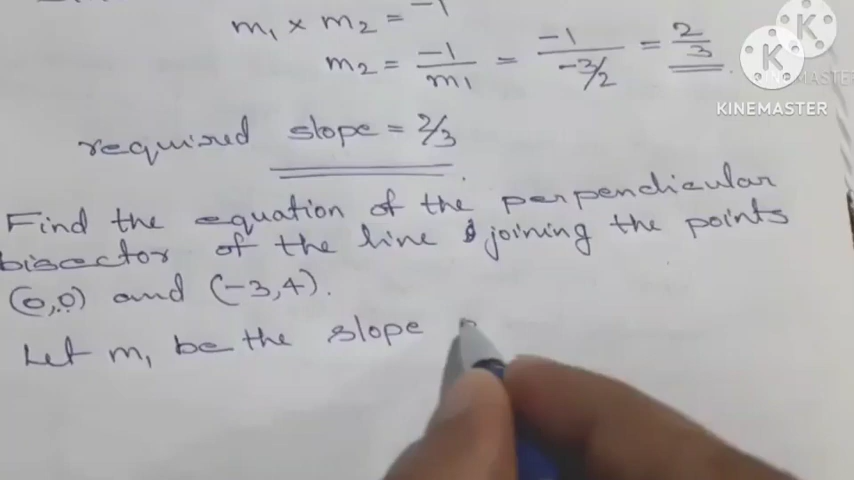 m₁ × m₂ = -1
m₂ = -1/m₁ = -1/-3/2 = 2/3.
required slope = 2/3.
Find the equation of the perpendicular
bisector of the line joining the points
(0,0) and (-3,4).
Let m₁ be the slope
KINEMASTER
KINEMASTER